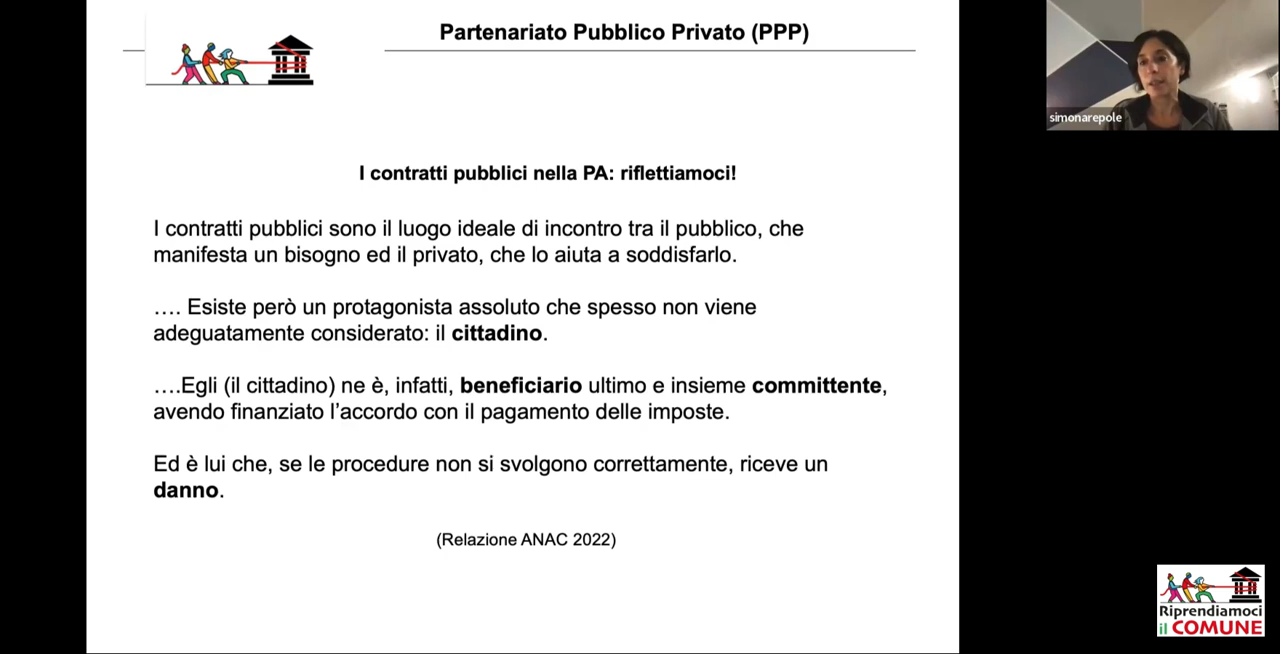 Partenariato Pubblico Privato (PPP)
I contratti pubblici nella PA: riflettiamoci!
I contratti pubblici sono il luogo ideale di incontro tra il pubblico, che
manifesta un bisogno ed il privato, che lo aiuta a soddisfarlo.
…. Esiste però un protagonista assoluto che spesso non viene
adeguatamente considerato: il cittadino.
….Egli (il cittadino) ne è, infatti, beneficiario ultimo e insieme committente,
avendo finanziato l’accordo con il pagamento delle imposte.
Ed è lui che, se le procedure non si svolgono correttamente, riceve un
danno.
(Relazione ANAC 2022)
simonarepole
Riprendiamoci
il COMUNE